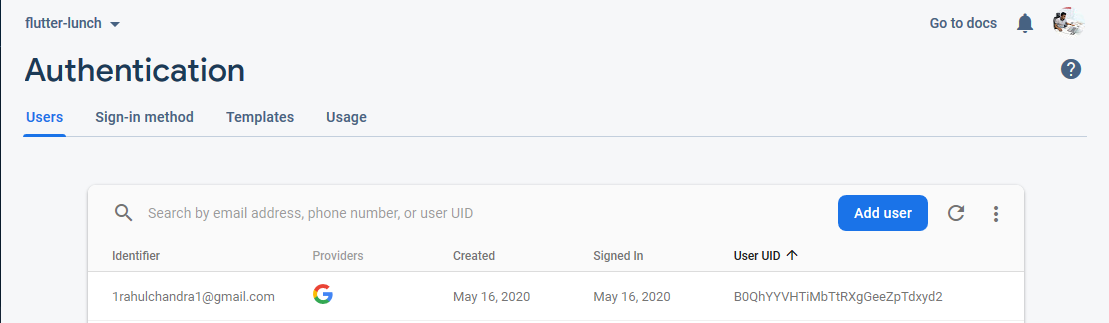 flutter-lunch Go to docs
Authentication
Users Sign-in method Templates Usage
Search by email address, phone number, or user UID Add user
Identifier Providers Created Signed In User UID
1rahulchandra1@gmail.com May 16, 2020 May 16, 2020 B0QhYYVHTiMbTtRXgGeeZpTdxyd2